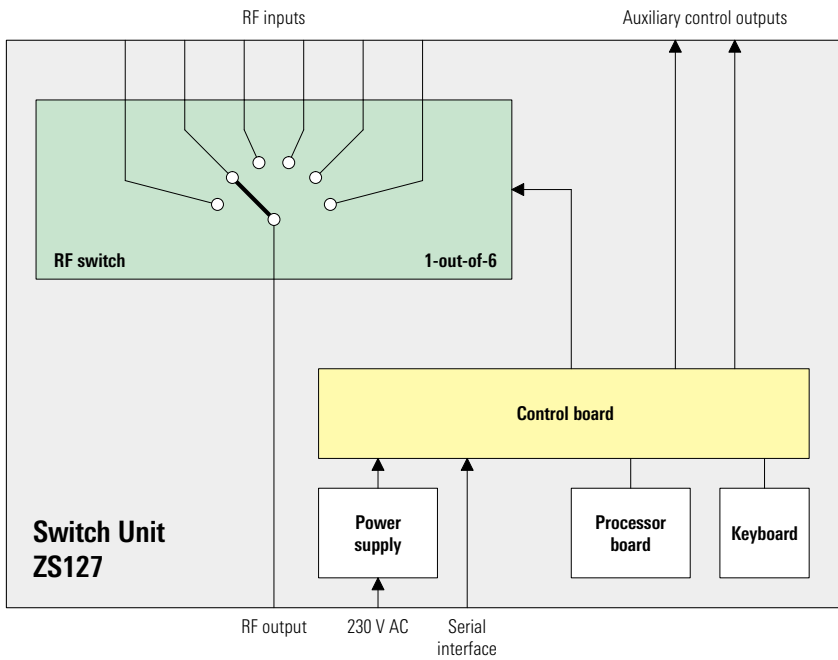 RF inputs
Auxiliary control outputs
RF switch
1-out-of-6
Control board
Power
supply
Processor
board
Keyboard
Switch Unit
ZS127
RF output
230 V AC
Serial
interface